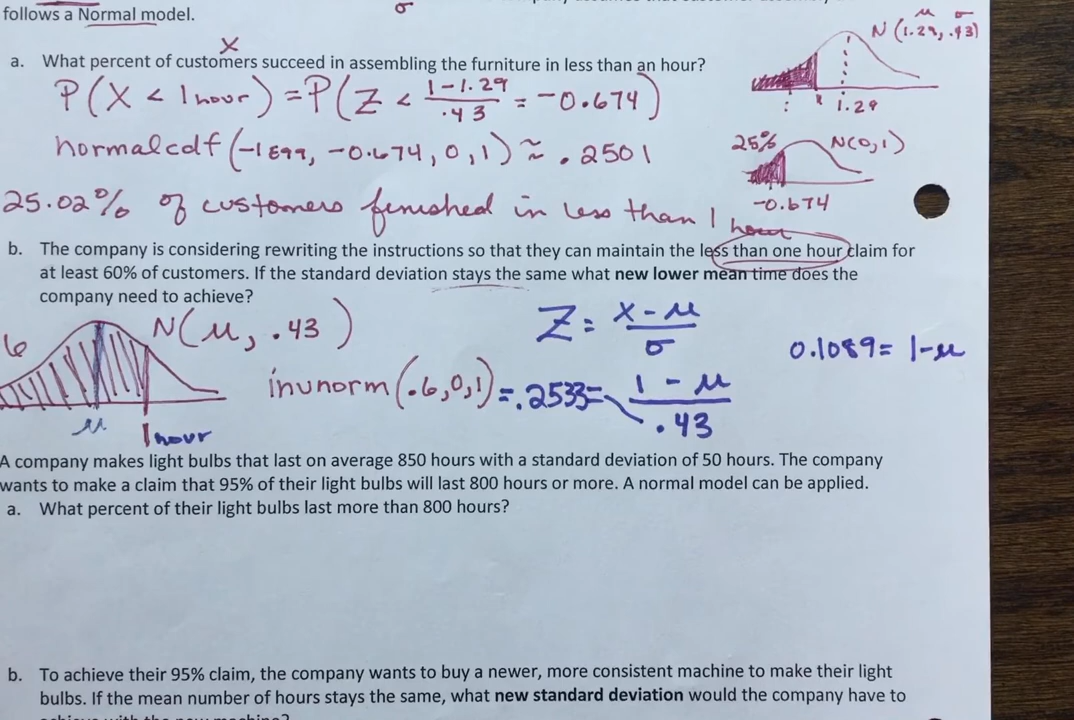 follows a Normal model.
σ
μ σ
N (1.29, .43)
X
a. What percent of customers succeed in assembling the furniture in less than an hour?
P(X < 1 hour) = P(Z < 1-1.29/.43 = -0.674)
1.29
normalcdf(-1E99, -0.674, 0, 1) ≈ .2501
25% N(0,1)
-0.674
25.02% of customers finished in less than 1 hour
b. The company is considering rewriting the instructions so that they can maintain the less than one hour claim for
at least 60% of customers. If the standard deviation stays the same what new lower mean time does the
company need to achieve?
N(μ, .43)
Z = x-μ/σ
0.1089 = 1-μ
invnorm(.6,0,1) = .2533 = 1-μ/.43
μ 1 hour
A company makes light bulbs that last on average 850 hours with a standard deviation of 50 hours. The company
wants to make a claim that 95% of their light bulbs will last 800 hours or more. A normal model can be applied.
a. What percent of their light bulbs last more than 800 hours?
b. To achieve their 95% claim, the company wants to buy a newer, more consistent machine to make their light
bulbs. If the mean number of hours stays the same, what new standard deviation would the company have to